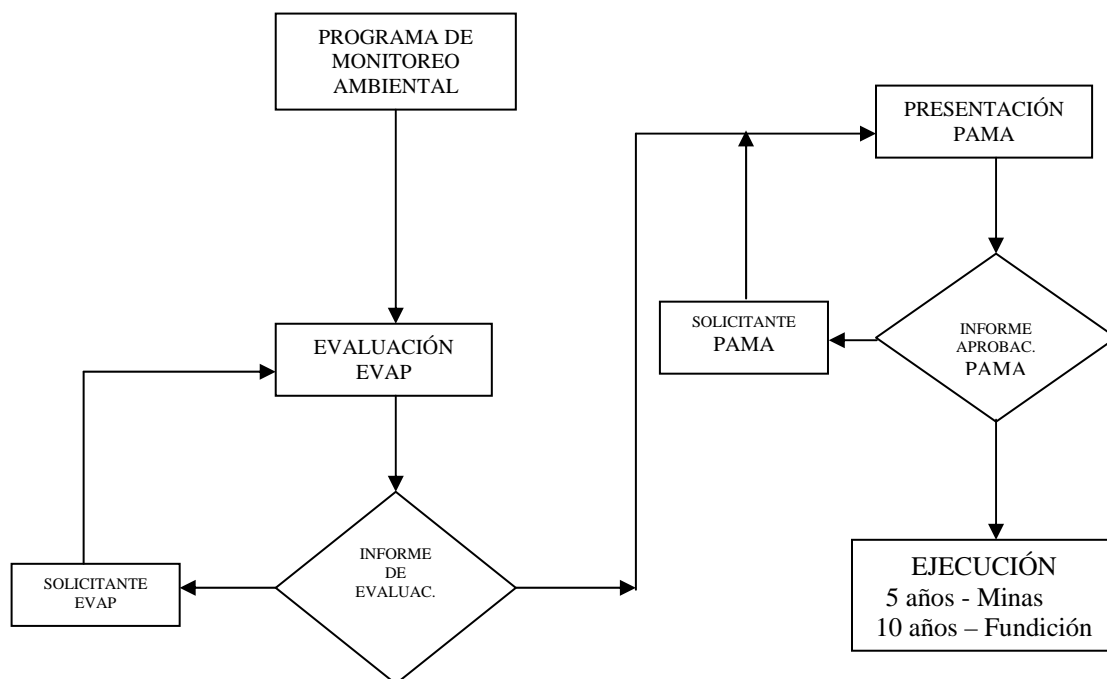 PROGRAMA DE
MONITOREO
AMBIENTAL
EVALUACIÓN
EVAP
INFORME
DE
EVALUAC.
SOLICITANTE
EVAP
PRESENTACIÓN
PAMA
INFORME
APROBAC.
PAMA
SOLICITANTE
PAMA
EJECUCIÓN
5 años - Minas
10 años – Fundición